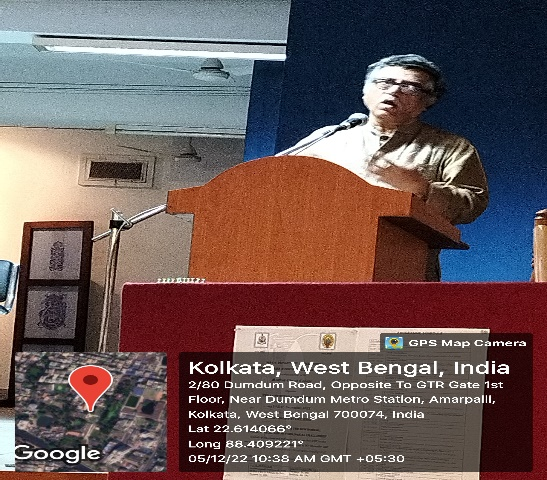 GPS Map Camera
Kolkata, West Bengal, India
2/80 Dumdum Road, Opposite To GTR Gate 1st
Floor, Near Dumdum Metro Station, Amarpalli,
Kolkata, West Bengal 700074, India
Lat 22.614066°
Long 88.409221°
05/12/22 10:38 AM GMT +05:30
Google